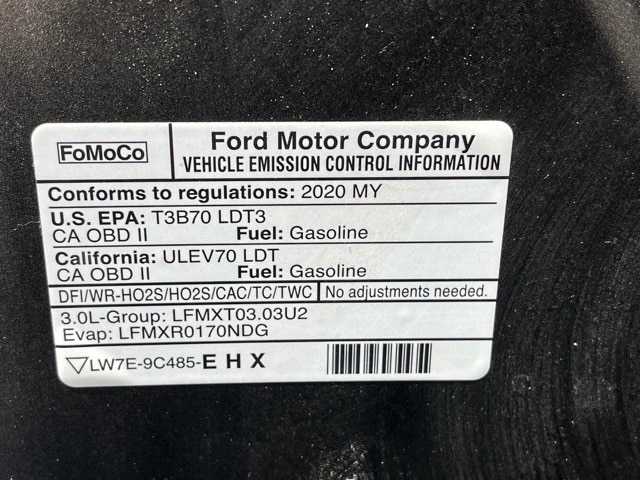 FoMoCo
Ford Motor Company
VEHICLE EMISSION CONTROL INFORMATION
Conforms to regulations: 2020 MY
U.S. EPA: T3B70 LDT3
CA OBD II Fuel: Gasoline
California: ULEV70 LDT
CA OBD II Fuel: Gasoline
DFI/WR-HO2S/HO2S/CAC/TC/TWC No adjustments needed.
3.0L-Group: LFMXT03.03U2
Evap: LFMXR0170NDG
LW7E-9C485-E H X